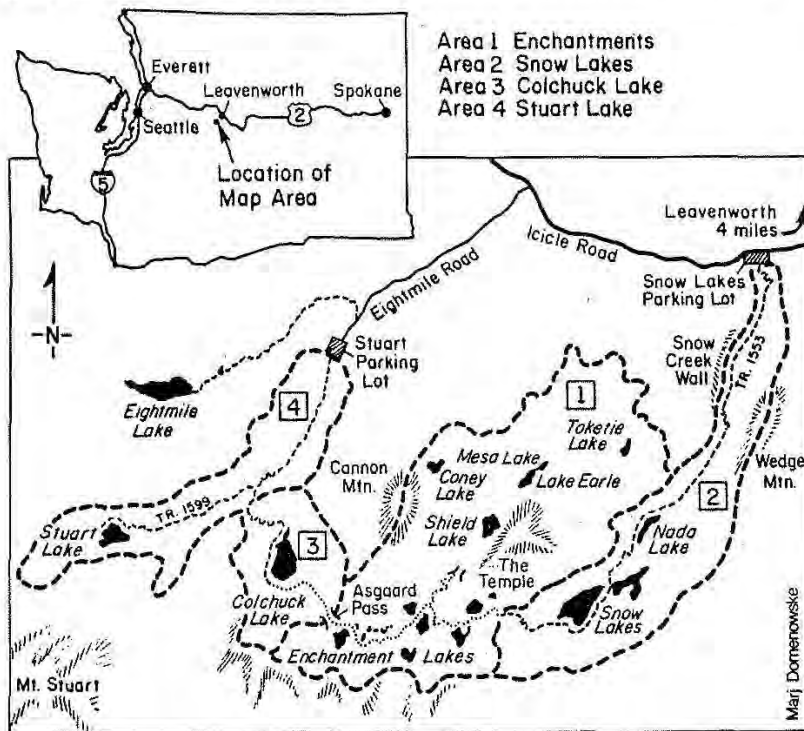 Area 1 Enchantments
Area 2 Snow Lakes
Area 3 Colchuck Lake
Area 4 Stuart Lake
Everett
Leavenworth
Spokane
2
Seattle
Location of
Map Area
5
Leavenworth
4 miles
Icicle Road
Snow Lakes
Parking Lot
Eightmile Road
-N-
Stuart
Parking
Lot
Snow
Creek
Wall
TR. 1553
Eightmile
Lake
4
1
Toketie
Lake
Mesa Lake
Coney
Lake
Lake Earle
Cannon
Mtn.
Wedge
Mtn.
2
TR. 1599
Stuart
Lake
Shield
Lake
Nada
Lake
3
The
Temple
Asgaard
Pass
Colchuck
Lake
Snow
Lakes
Enchantment Lakes
Mt. Stuart
Marj Domenowske